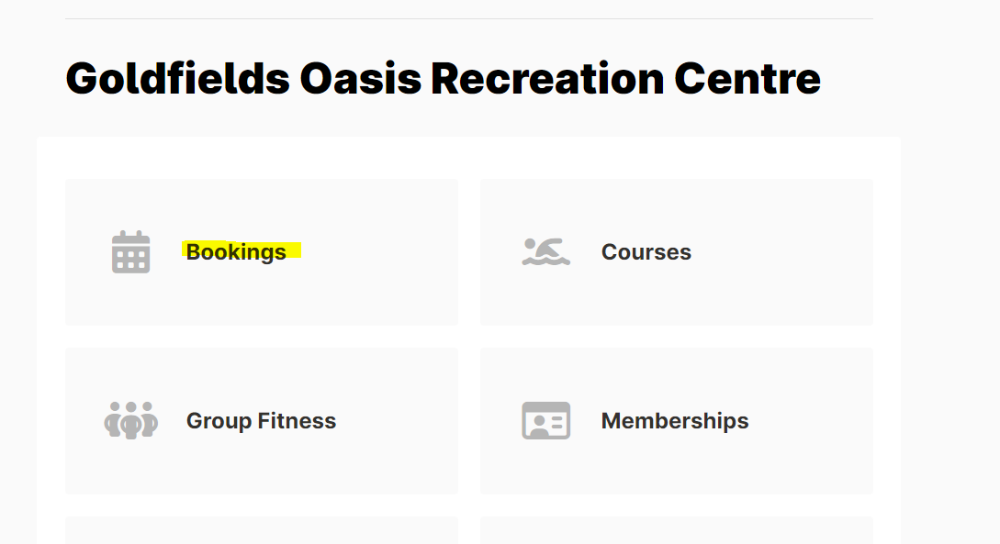 Goldfields Oasis Recreation Centre
Bookings
Courses
Group Fitness
Memberships